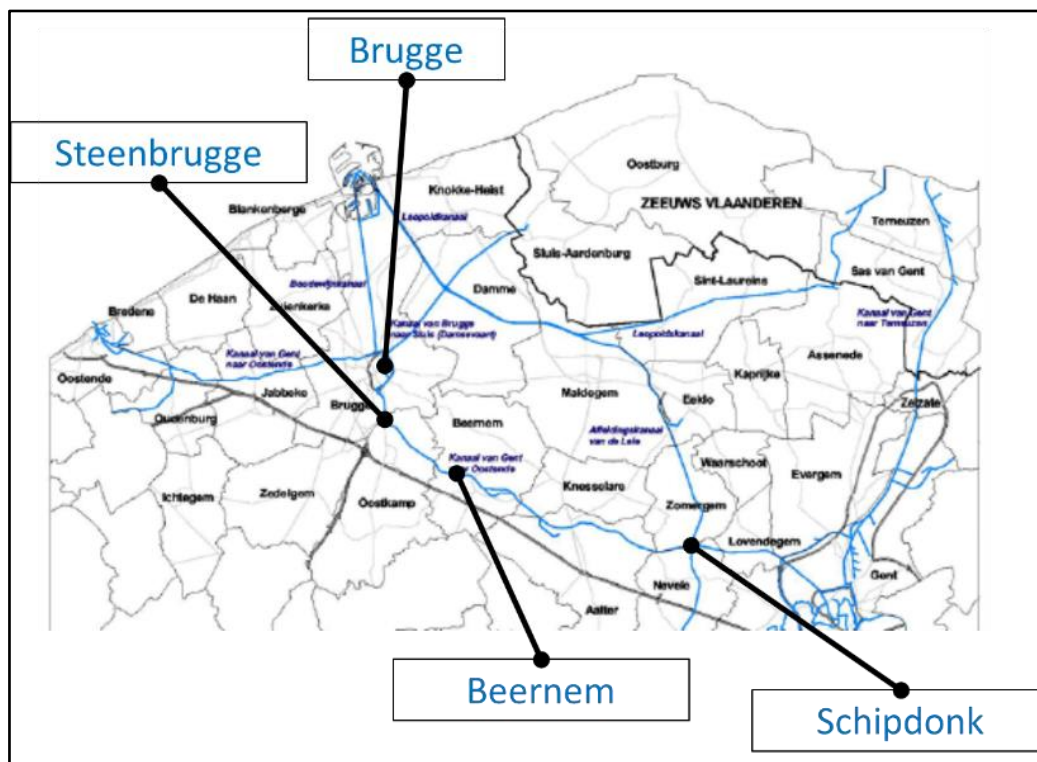 Brugge
Steenbrugge
Oostburg
Knokke-Heist
ZEEUWS VLAANDEREN
Blankenberge
Leopoldkanaal
Terneuzen
Sluis-Aardenburg
Sas van Gent
Sint-Laureins
Boudewijnkanaal
Damme
De Haan
Zuienkerke
Bredene
Kanaal van Brugge
naar Sluis (Damsevaart)
Leopoldskanaal
Kanaal van Gent
naar Terneuzen
Kanaal van Gent
naar Oostende
Assenede
Kaprijke
Oostende
Jabbeke
Maldegem
Eeklo
Zelzate
Brugge
Oudenburg
Beernem
Afleidingskanaal
van de Leie
Kanaal van Gent
naar Oostende
Waarschoot
Evergem
Ichtegem
Zedelgem
Oostkamp
Knesselare
Zomergem
Lovendegem
Nevele
Gent
Aalter
Beernem
Schipdonk